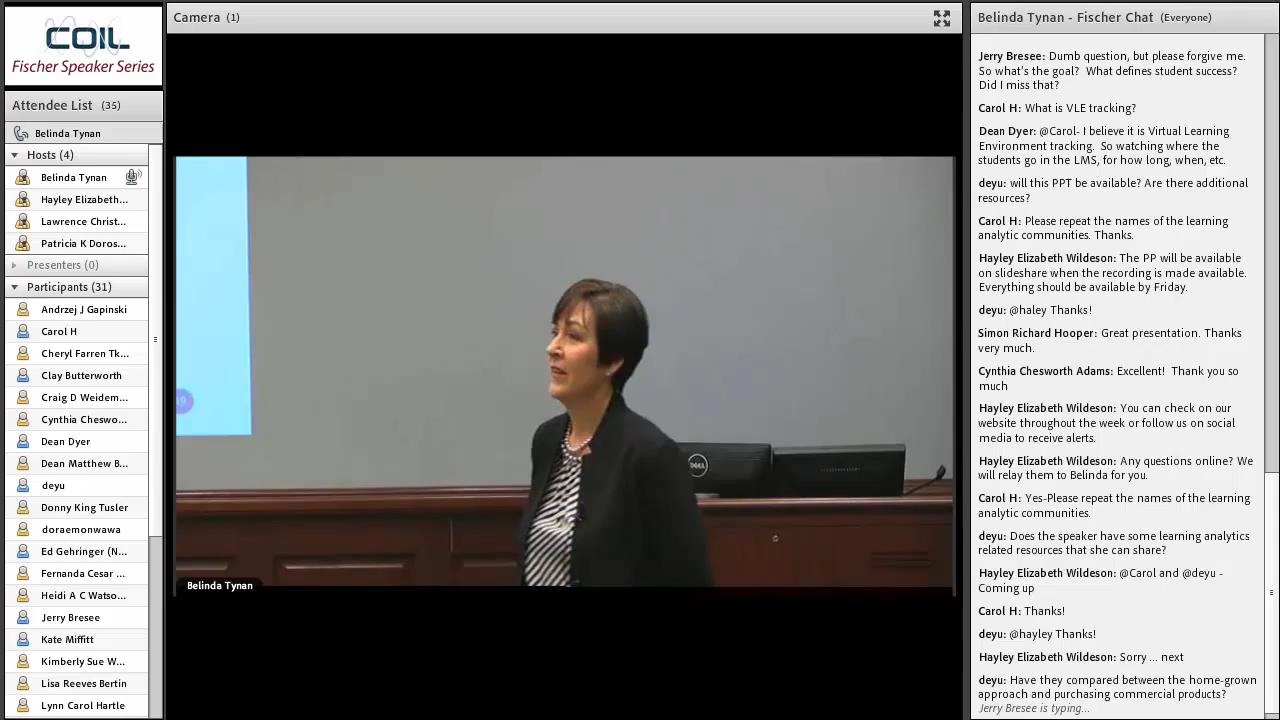 COIL
Fischer Speaker Series
Attendee List (35)
Belinda Tynan
Hosts (4)
Belinda Tynan
Hayley Elizabeth...
Lawrence Christ...
Patricia K Doros...
Presenters (0)
Participants (31)
Andrzej J Gapinski
Carol H
Cheryl Farren Tk...
Clay Butterworth
Craig D Weidem...
Cynthia Cheswo...
Dean Dyer
Dean Matthew B...
deyu
Donny King Tusler
doraemonwawa
Ed Gehringer (N...
Fernanda Cesar ...
Heidi A C Watso...
Jerry Bresee
Kate Miffitt
Kimberly Sue W...
Lisa Reeves Bertin
Lynn Carol Hartle
Camera (1)
DELL
Belinda Tynan
Belinda Tynan - Fischer Chat (Everyone)
Jerry Bresee: Dumb question, but please forgive me.
So what's the goal? What defines student success?
Did I miss that?
Carol H: What is VLE tracking?
Dean Dyer: @Carol- I believe it is Virtual Learning
Environment tracking. So watching where the
students go in the LMS, for how long, when, etc.
deyu: will this PPT be available? Are there additional
resources?
Carol H: Please repeat the names of the learning
analytic communities. Thanks.
Hayley Elizabeth Wildeson: The PP will be available
on slideshare when the recording is made available.
Everything should be available by Friday.
deyu: @haley Thanks!
Simon Richard Hooper: Great presentation. Thanks
very much.
Cynthia Chesworth Adams: Excellent! Thank you so
much
Hayley Elizabeth Wildeson: You can check on our
website throughout the week or follow us on social
media to receive alerts.
Hayley Elizabeth Wildeson: Any questions online? We
will relay them to Belinda for you.
Carol H: Yes-Please repeat the names of the learning
analytic communities.
deyu: Does the speaker have some learning analytics
related resources that she can share?
Hayley Elizabeth Wildeson: @Carol and @deyu -
Coming up
Carol H: Thanks!
deyu: @hayley Thanks!
Hayley Elizabeth Wildeson: Sorry ... next
deyu: Have they compared between the home-grown
approach and purchasing commercial products?
Jerry Bresee is typing...